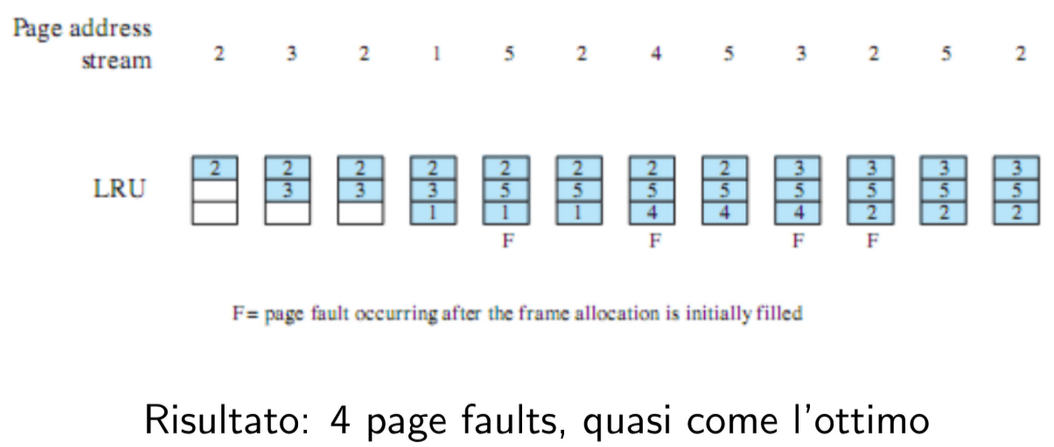 Page address
stream 2 3 2 1 5 2 4 5 3 2 5 2
2 2 2 2 2 2 2 2 3 3 3 3
LRU 3 3 3 5 5 5 5 5 5 5 5
1 1 1 4 4 4 2 2 2
F F F F
F= page fault occurring after the frame allocation is initially filled
Risultato: 4 page faults, quasi come l'ottimo